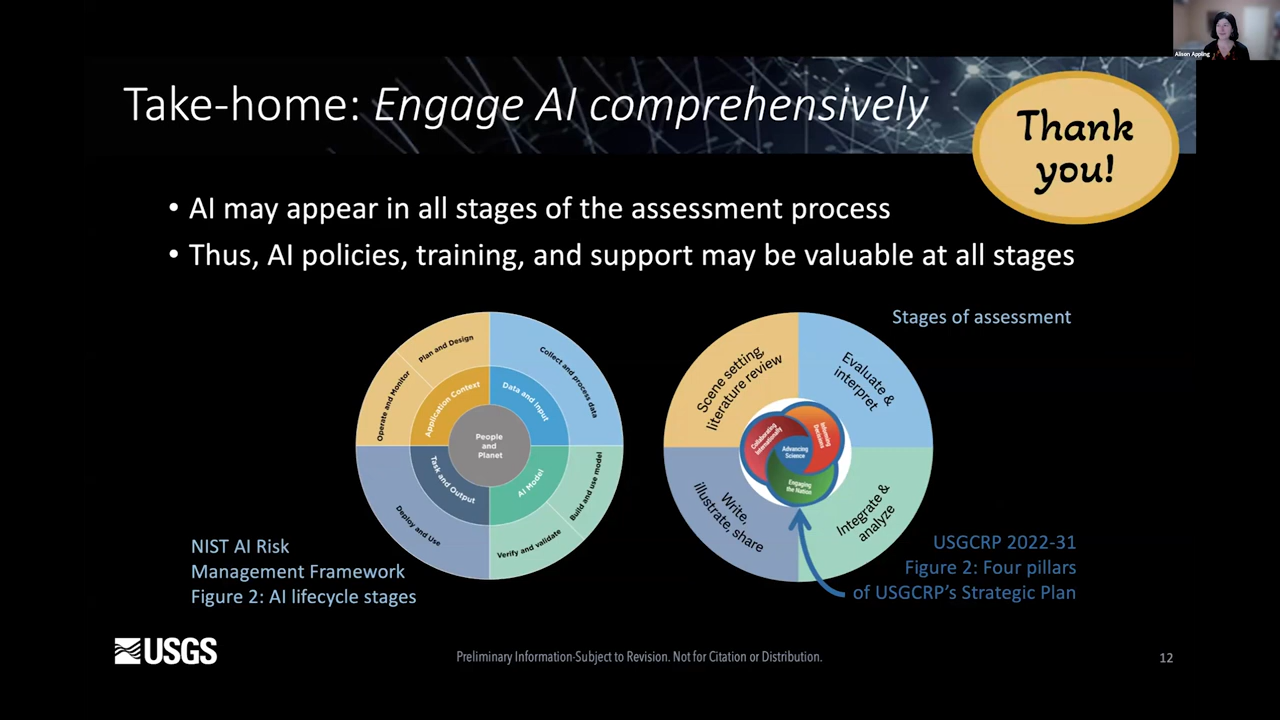 Alison Appling
Take-home: Engage AI comprehensively
Thank
you!
• AI may appear in all stages of the assessment process
• Thus, AI policies, training, and support may be valuable at all stages
Plan and Design
Collect and process data
Operate and Monitor
Application Context
Data and Input
People
and
Planet
Task and Output
AI Model
Build and use model
Deploy and Use
Verify and validate
NIST AI Risk
Management Framework
Figure 2: AI lifecycle stages
Stages of assessment
Scene setting,
literature review
Evaluate &
interpret
Collaborating
Internationally
Informing
Decisions
Advancing
Science
Engaging
the Nation
Write,
illustrate, share
Integrate &
analyze
USGCRP 2022-31
Figure 2: Four pillars
of USGCRP's Strategic Plan
USGS
Preliminary Information-Subject to Revision. Not for Citation or Distribution.
12